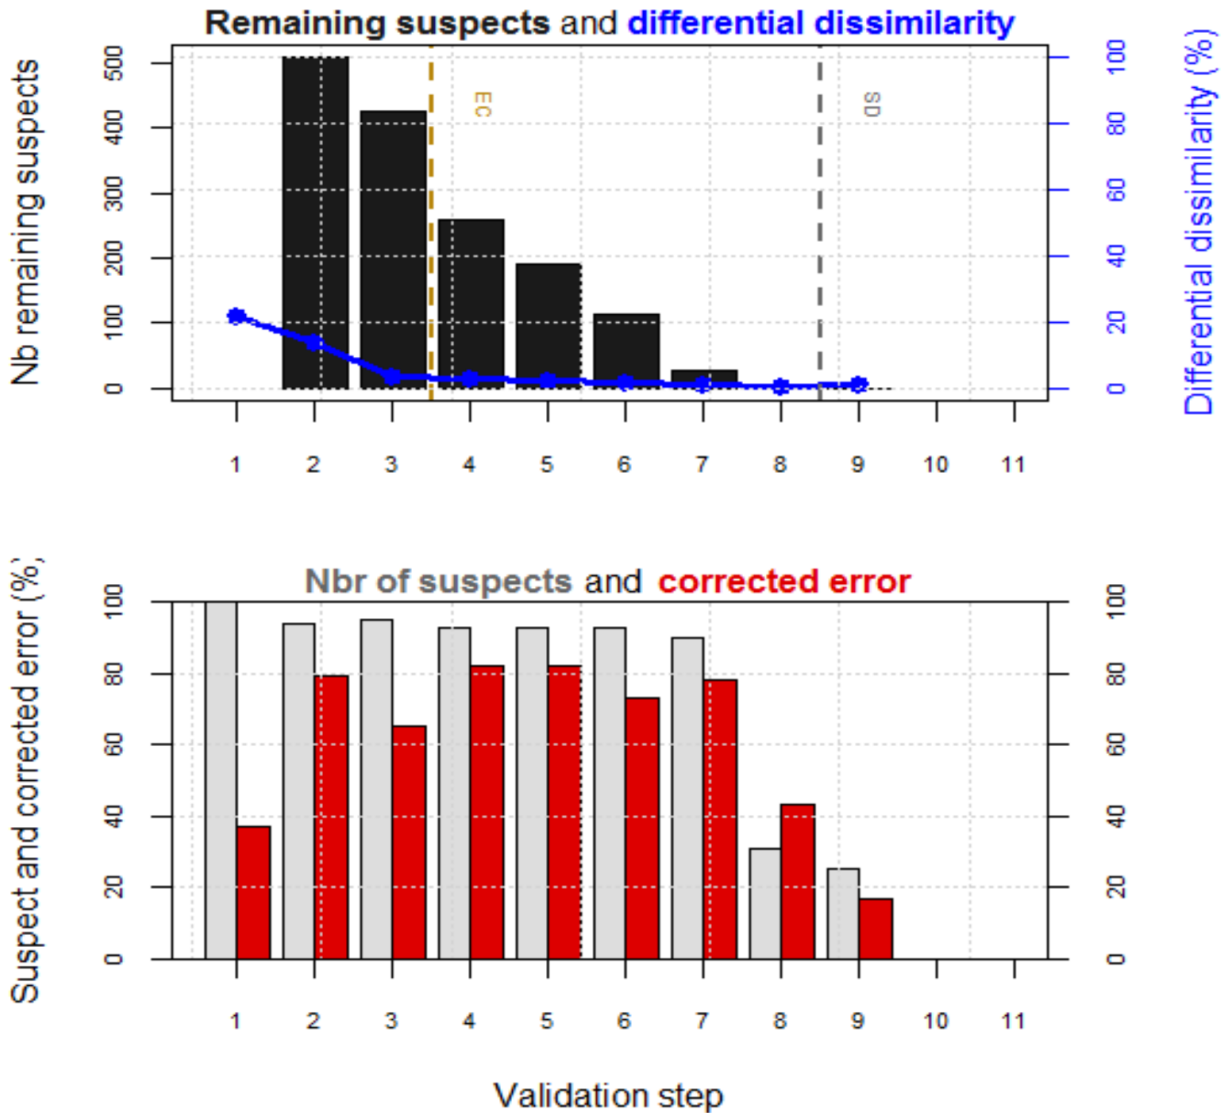 Remaining suspects and differential dissimilarity
Nb remaining suspects
500
400
300
200
100
0
EC
SD
100
80
60
40
20
0
Differential dissimilarity (%)
1 2 3 4 5 6 7 8 9 10 11
Nbr of suspects and corrected error
Suspect and corrected error (%)
100
80
60
40
20
0
100
80
60
40
20
0
1 2 3 4 5 6 7 8 9 10 11
Validation step